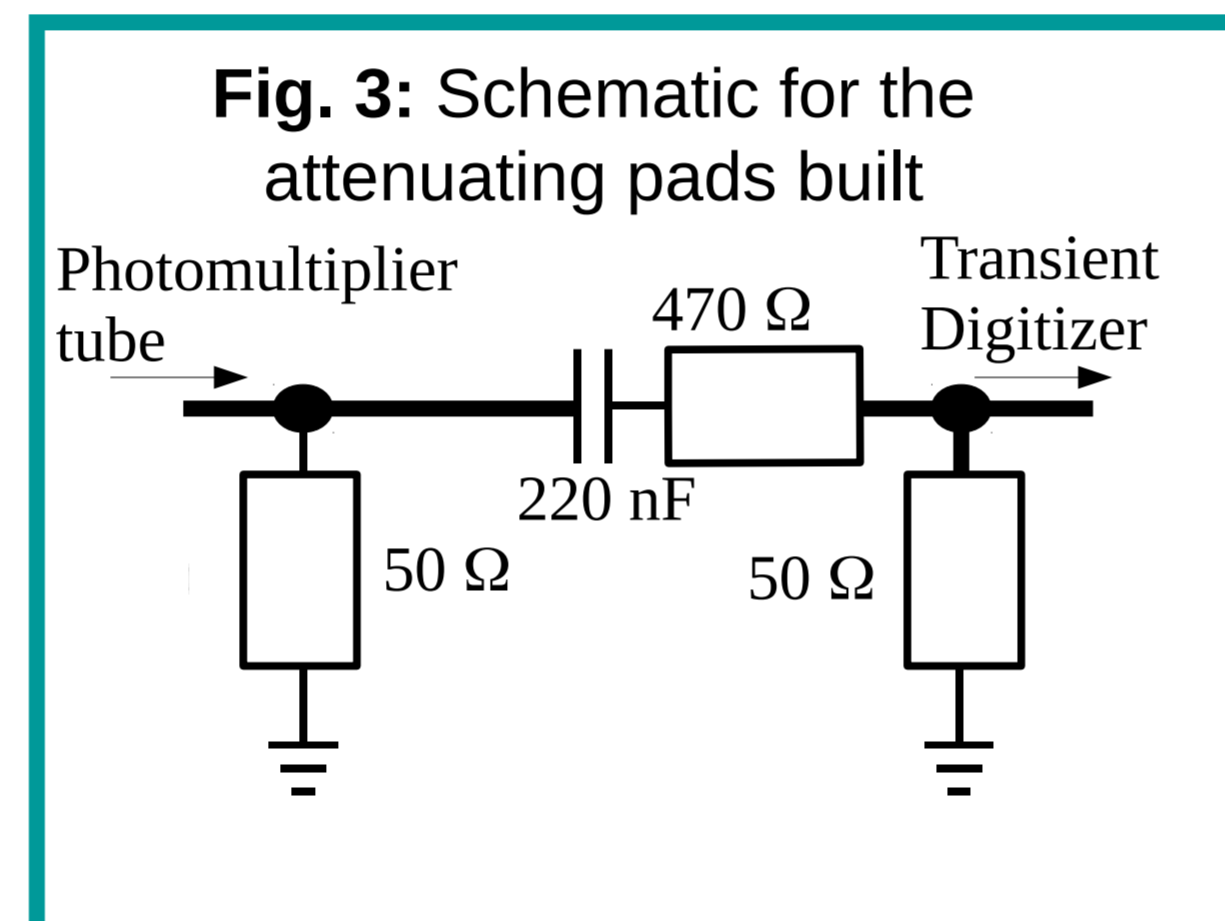 Fig. 3: Schematic for the
attenuating pads built
Photomultiplier
tube
Transient
Digitizer
470 Ω
220 nF
50 Ω
50 Ω